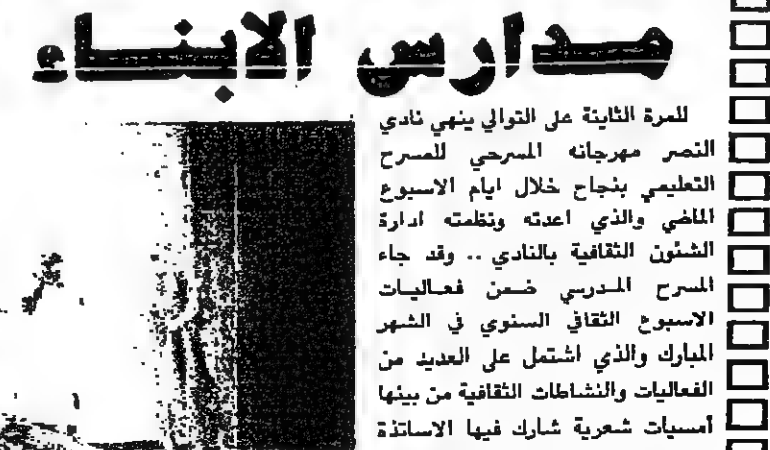 مدارس الابناء
للمرة الثانية على التوالي ينهي نادي
النصر مهرجانه المسرحي للمسرح
التعليمي بنجاح خلال ايام الاسبوع
الماضي والذي اعدته ونظمته ادارة
الشئون الثقافية بالنادي .. وقد جاء
المسرح المدرسي ضمن فعاليات
الاسبوع الثقافي السنوي في الشهر
المبارك والذي اشتمل على العديد من
الفعاليات والنشاطات الثقافية من بينها
أمسيات شعرية شارك فيها الاساتذة